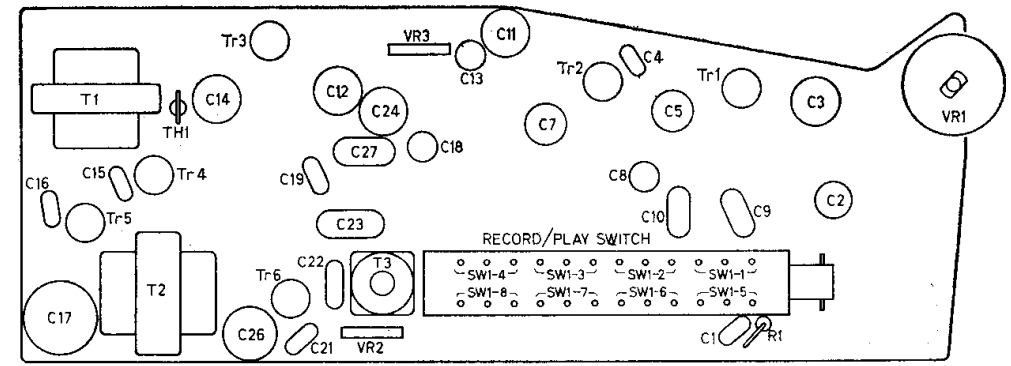 Tr3
VR3
C11
C13
Tr2
C4
Tr1
T1
TH1
C14
C12
C24
C7
C5
C3
VR1
C27
C18
C16
C15
Tr4
C19
C8
Tr5
C23
C10
C9
C2
RECORD/PLAY SWITCH
T2
C22
T3
SW1-4 SW1-3 SW1-2 SW1-1
Tr6
SW1-8 SW1-7 SW1-6 SW1-5
C17
C26
C21
VR2
C1
R1